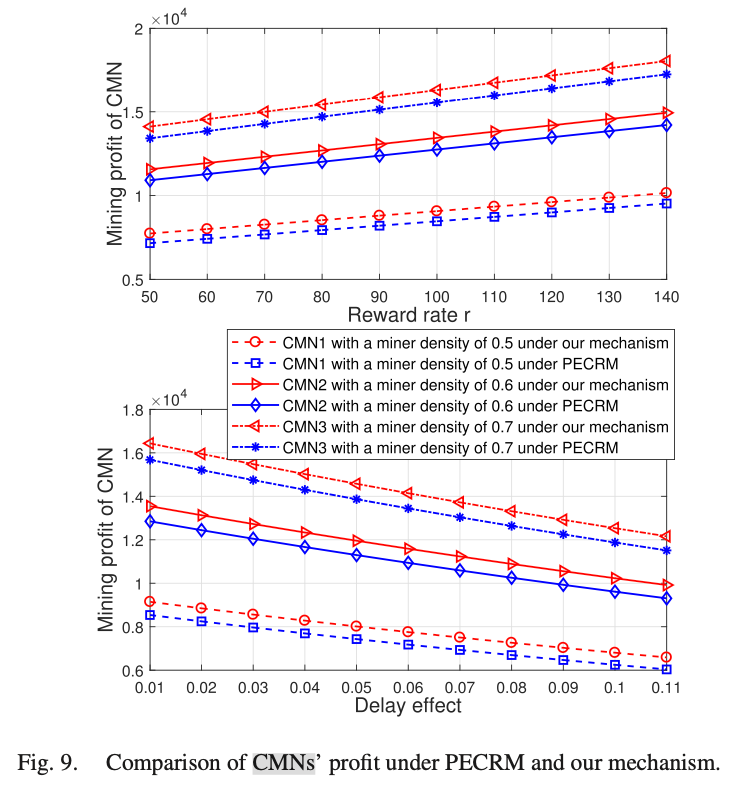 ×10⁴
2
1.5
1
0.5
Mining profit of CMN
50 60 70 80 90 100 110 120 130 140
Reward rate r
CMN1 with a miner density of 0.5 under our mechanism
CMN1 with a miner density of 0.5 under PECRM
CMN2 with a miner density of 0.6 under our mechanism
CMN2 with a miner density of 0.6 under PECRM
CMN3 with a miner density of 0.7 under our mechanism
CMN3 with a miner density of 0.7 under PECRM
×10⁴
1.8
1.6
1.4
1.2
1
0.8
0.6
Mining profit of CMN
0.01 0.02 0.03 0.04 0.05 0.06 0.07 0.08 0.09 0.1 0.11
Delay effect
Fig. 9. Comparison of CMNs’ profit under PECRM and our mechanism.